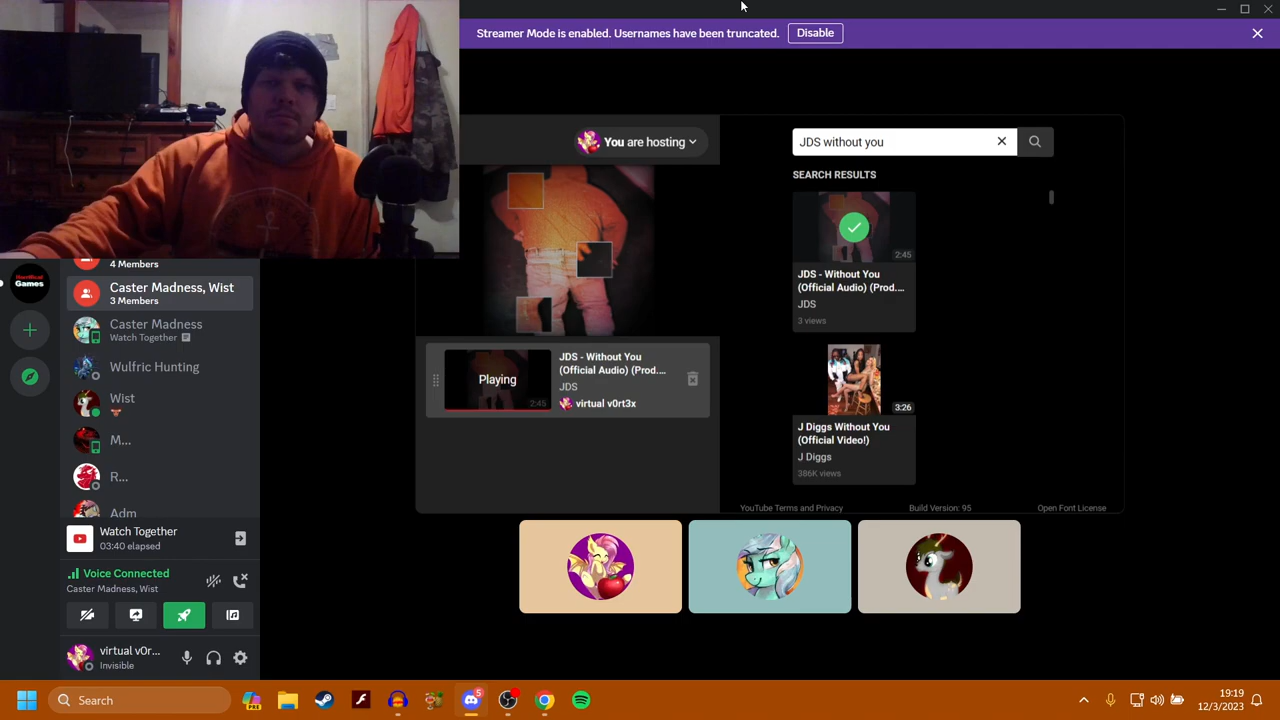 Streamer Mode is enabled. Usernames have been truncated.
Disable
You are hosting
JDS without you
SEARCH RESULTS
2:45
JDS - Without You
(Official Audio) (Prod....
JDS
3 views
3:26
J Diggs Without You
(Official Video!)
J Diggs
386K views
Playing
2:45
JDS - Without You
(Official Audio) (Prod....
JDS
virtual v0rt3x
YouTube Terms and Privacy
Build Version: 95
Open Font License
Games
4 Members
Caster Madness, Wist
3 Members
Caster Madness
Watch Together
Wulfric Hunting
Wist
M...
R...
Adm
Watch Together
03:40 elapsed
Voice Connected
Caster Madness, Wist
virtual v0r...
Invisible
Search
PRE
5
19:19
12/3/2023